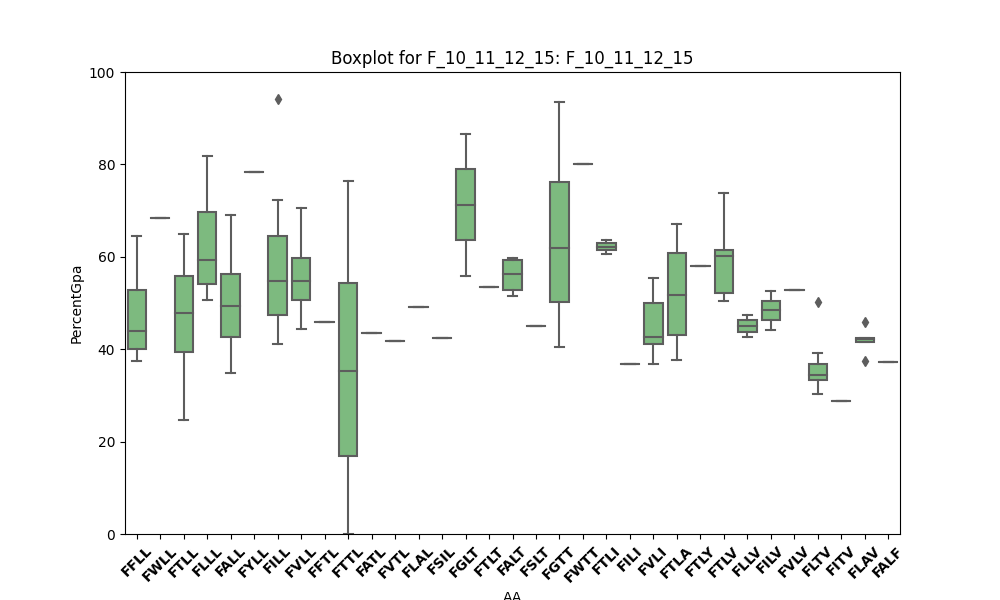 Boxplot for F_10_11_12_15: F_10_11_12_15
PercentGpa
100
80
60
40
20
0
FFLL FWLL FTLL FLLL FALL FYLL FILL FVLL FFTL FTTL FATL FVTL FLAL FSIL FGLT FTLT FALT FSLT FGTT FWTT FTLI FILI FVLI FTLA FTLY FTLV FLLV FILV FVLV FLTV FITV FLAV FALF
AA